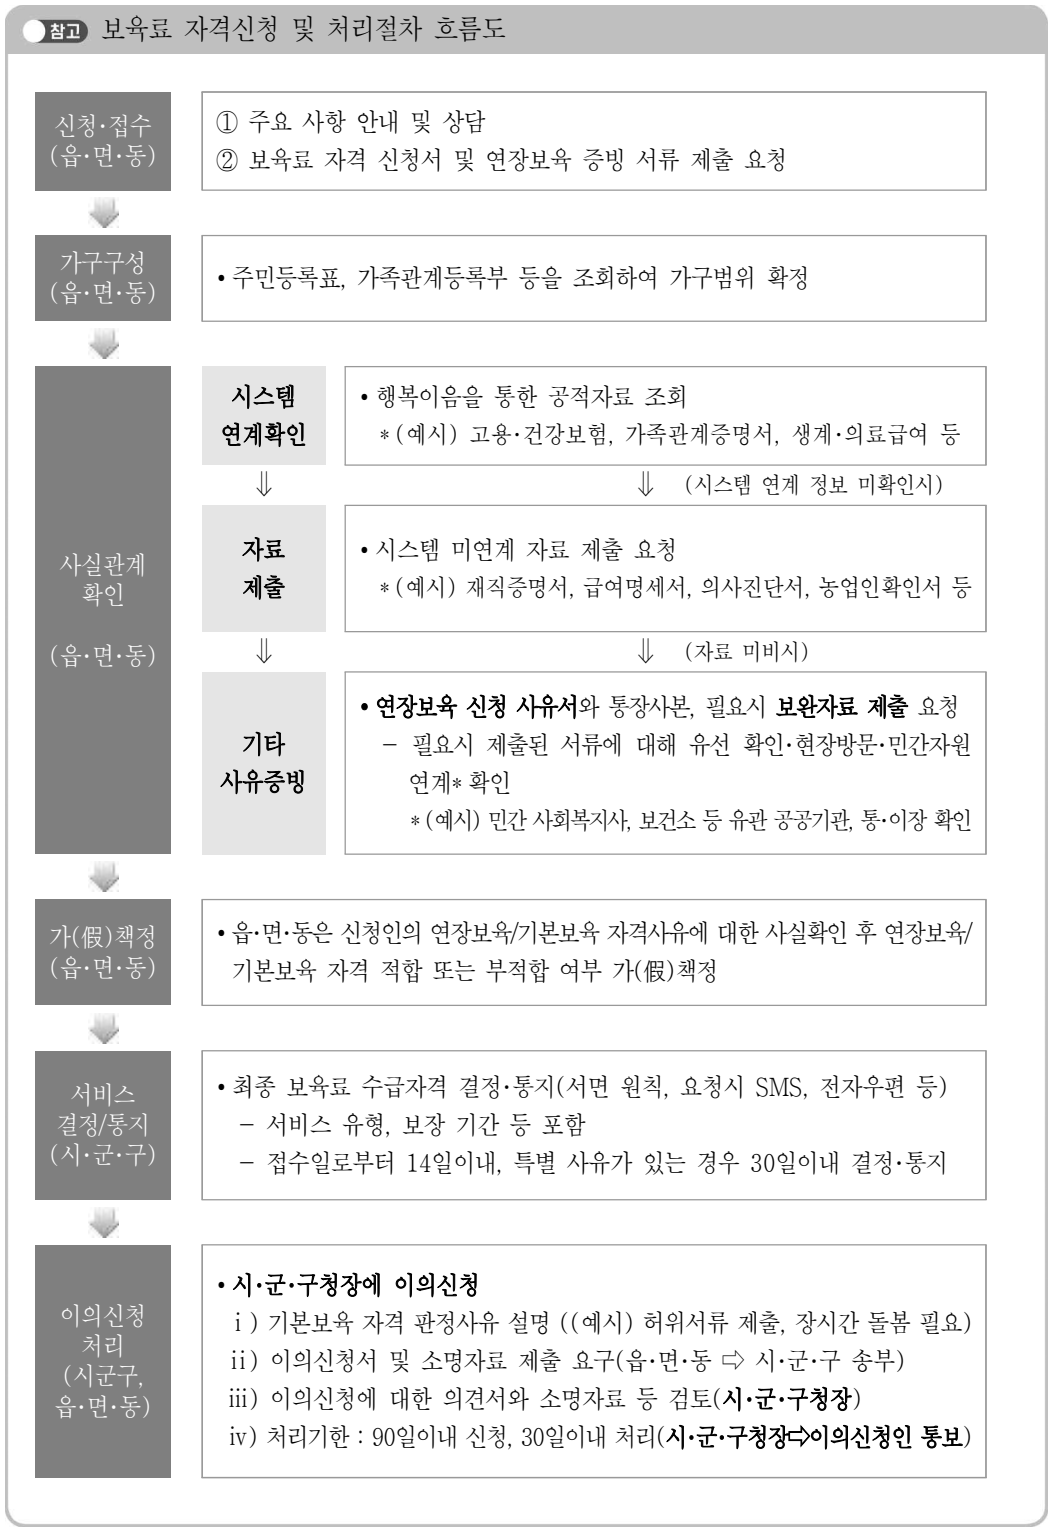 참고 보육료 자격신청 및 처리절차 흐름도
신청·접수
(읍·면·동)
① 주요 사항 안내 및 상담
② 보육료 자격 신청서 및 연장보육 증빙 서류 제출 요청
가구구성
(읍·면·동)
• 주민등록표, 가족관계등록부 등을 조회하여 가구범위 확정
사실관계
확인
(읍·면·동)
시스템
연계확인
• 행복이음을 통한 공적자료 조회
* (예시) 고용·건강보험, 가족관계증명서, 생계·의료급여 등
⇓
⇓ (시스템 연계 정보 미확인시)
자료
제출
• 시스템 미연계 자료 제출 요청
* (예시) 재직증명서, 급여명세서, 의사진단서, 농업인확인서 등
⇓
⇓ (자료 미비시)
기타
사유증빙
• 연장보육 신청 사유서와 통장사본, 필요시 보완자료 제출 요청
− 필요시 제출된 서류에 대해 유선 확인·현장방문·민간자원
연계* 확인
* (예시) 민간 사회복지사, 보건소 등 유관 공공기관, 통·이장 확인
가(假)책정
(읍·면·동)
• 읍·면·동은 신청인의 연장보육/기본보육 자격사유에 대한 사실확인 후 연장보육/
기본보육 자격 적합 또는 부적합 여부 가(假)책정
서비스
결정/통지
(시·군·구)
• 최종 보육료 수급자격 결정·통지(서면 원칙, 요청시 SMS, 전자우편 등)
− 서비스 유형, 보장 기간 등 포함
− 접수일로부터 14일이내, 특별 사유가 있는 경우 30일이내 결정·통지
이의신청
처리
(시군구,
읍·면·동)
• 시·군·구청장에 이의신청
ⅰ) 기본보육 자격 판정사유 설명 ((예시) 허위서류 제출, 장시간 돌봄 필요)
ⅱ) 이의신청서 및 소명자료 제출 요구(읍·면·동 ⇨ 시·군·구 송부)
ⅲ) 이의신청에 대한 의견서와 소명자료 등 검토(시·군·구청장)
ⅳ) 처리기한 : 90일이내 신청, 30일이내 처리(시·군·구청장⇨이의신청인 통보)